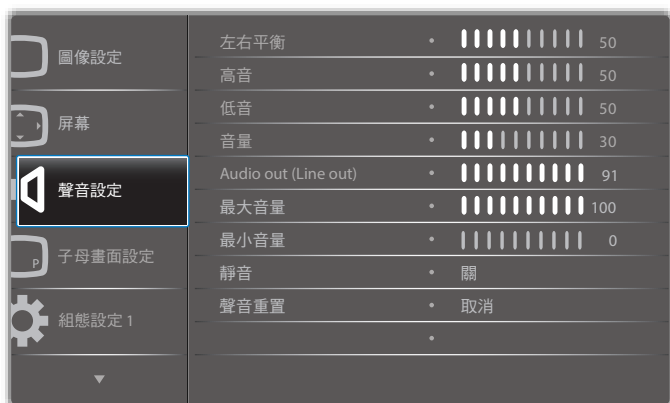 圖像設定
屏幕
聲音設定
P
子母畫面設定
組態設定 1
左右平衡 • 50
高音 • 50
低音 • 50
音量 • 30
Audio out (Line out) • 91
最大音量 • 100
最小音量 • 0
靜音 • 關
聲音重置 • 取消
•